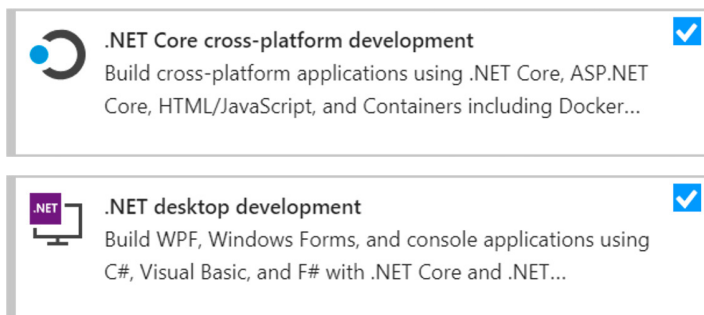 .NET Core cross-platform development
Build cross-platform applications using .NET Core, ASP.NET
Core, HTML/JavaScript, and Containers including Docker...
.NET
.NET desktop development
Build WPF, Windows Forms, and console applications using
C#, Visual Basic, and F# with .NET Core and .NET...